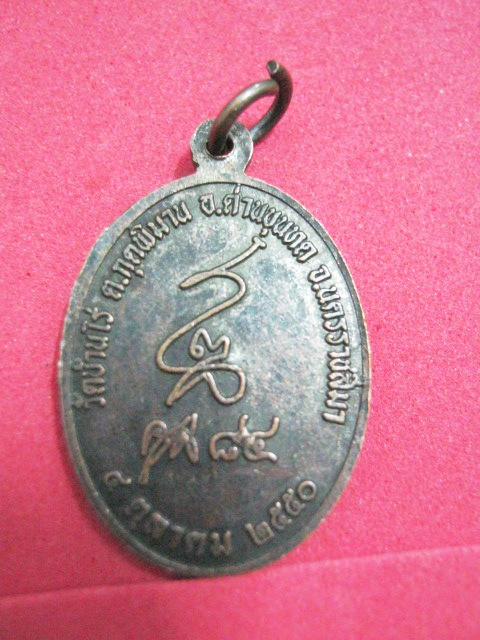 วัดบ้านไร่ ต.กุดพิมาน อ.ด่านขุนทด จ.นครราชสีมา
๘๕
๔ ตุลาคม ๒๕๕๐